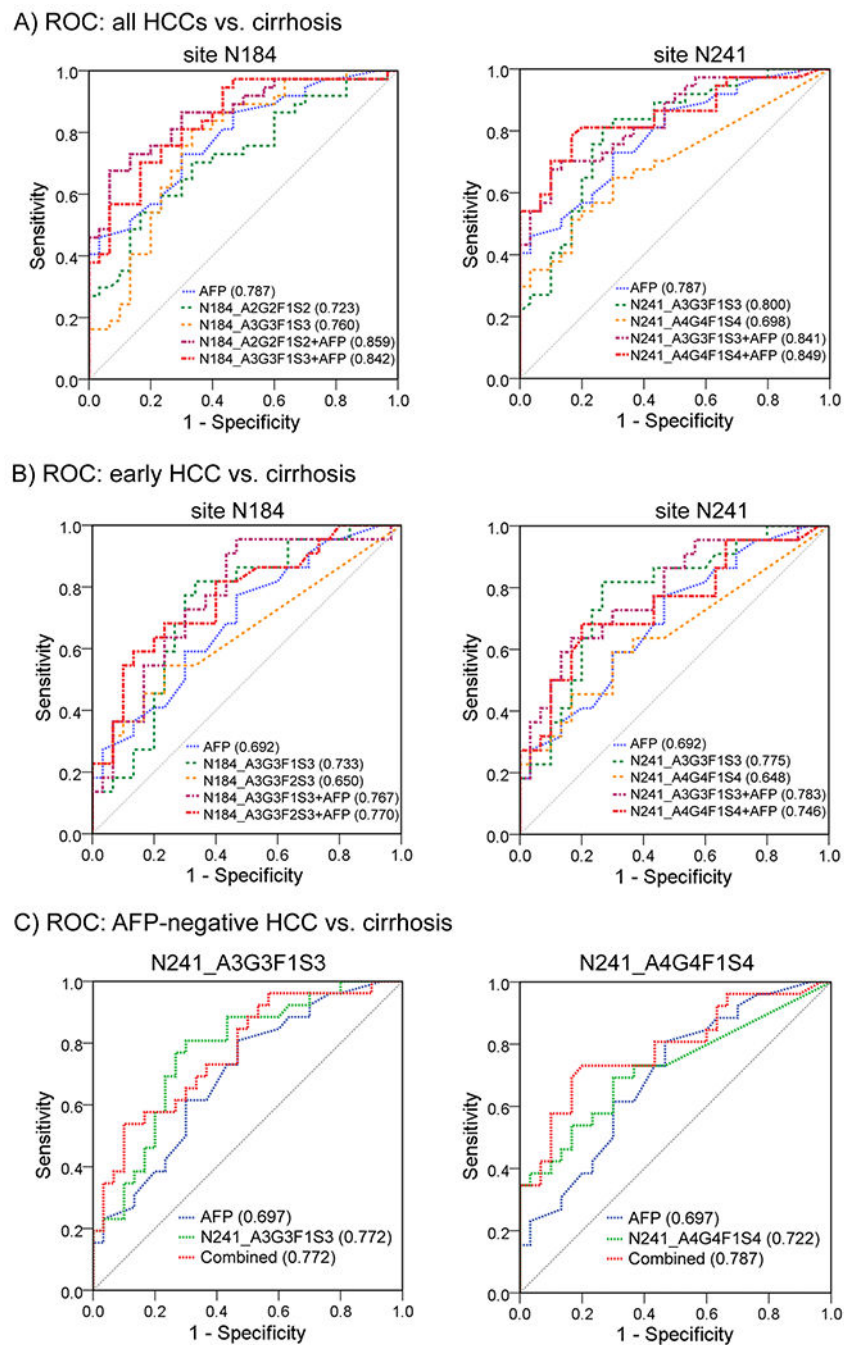 A) ROC: all HCCs vs. cirrhosis
site N184
1.0
0.8
0.6
0.4
0.2
0.0
Sensitivity
AFP (0.787)
N184_A2G2F1S2 (0.723)
N184_A3G3F1S3 (0.760)
N184_A2G2F1S2+AFP (0.859)
N184_A3G3F1S3+AFP (0.842)
0.0 0.2 0.4 0.6 0.8 1.0
1 - Specificity
site N241
1.0
0.8
0.6
0.4
0.2
0.0
Sensitivity
AFP (0.787)
N241_A3G3F1S3 (0.800)
N241_A4G4F1S4 (0.698)
N241_A3G3F1S3+AFP (0.841)
N241_A4G4F1S4+AFP (0.849)
0.0 0.2 0.4 0.6 0.8 1.0
1 - Specificity
B) ROC: early HCC vs. cirrhosis
site N184
1.0
0.8
0.6
0.4
0.2
0.0
Sensitivity
AFP (0.692)
N184_A3G3F1S3 (0.733)
N184_A3G3F2S3 (0.650)
N184_A3G3F1S3+AFP (0.767)
N184_A3G3F2S3+AFP (0.770)
0.0 0.2 0.4 0.6 0.8 1.0
1 - Specificity
site N241
1.0
0.8
0.6
0.4
0.2
0.0
Sensitivity
AFP (0.692)
N241_A3G3F1S3 (0.775)
N241_A4G4F1S4 (0.648)
N241_A3G3F1S3+AFP (0.783)
N241_A4G4F1S4+AFP (0.746)
0.0 0.2 0.4 0.6 0.8 1.0
1 - Specificity
C) ROC: AFP-negative HCC vs. cirrhosis
N241_A3G3F1S3
1.0
0.8
0.6
0.4
0.2
0.0
Sensitivity
AFP (0.697)
N241_A3G3F1S3 (0.772)
Combined (0.772)
0.0 0.2 0.4 0.6 0.8 1.0
1 - Specificity
N241_A4G4F1S4
1.0
0.8
0.6
0.4
0.2
0.0
Sensitivity
AFP (0.697)
N241_A4G4F1S4 (0.722)
Combined (0.787)
0.0 0.2 0.4 0.6 0.8 1.0
1 - Specificity